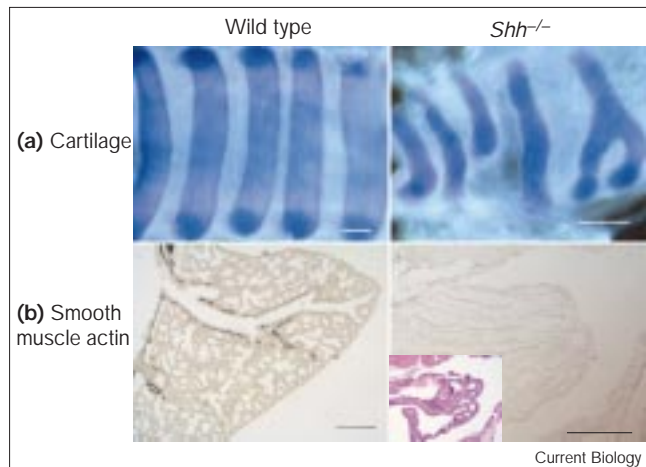 Wild type
Shh–/–
(a) Cartilage
(b) Smooth
muscle actin
Current Biology